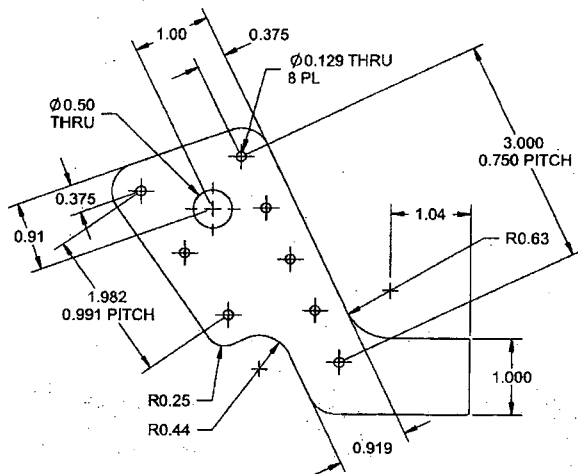 1.00
0.375
Ø0.129 THRU
8 PL
Ø0.50
THRU
3.000
0.750 PITCH
0.375
1.04
0.91
R0.63
1.982
0.991 PITCH
1.000
R0.25
R0.44
0.919